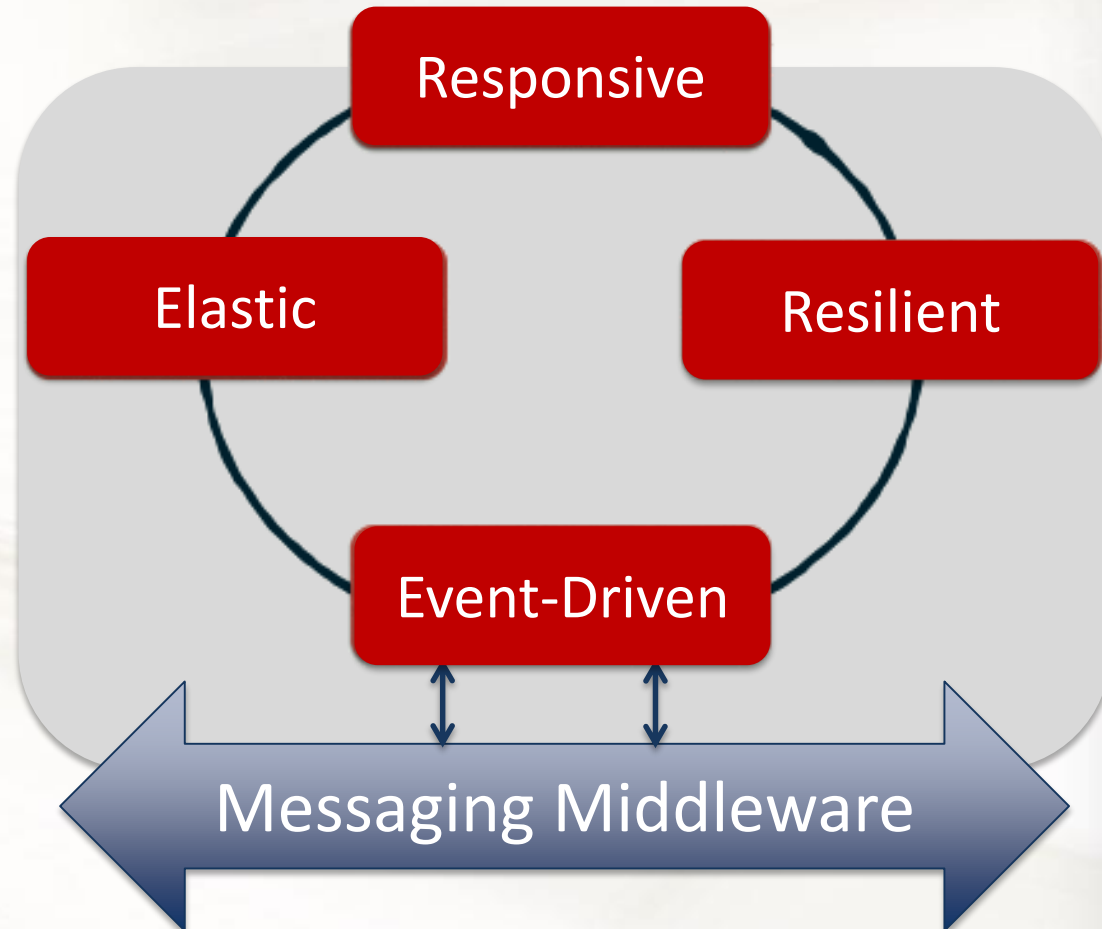 Responsive
Elastic
Resilient
Event-Driven
Messaging Middleware